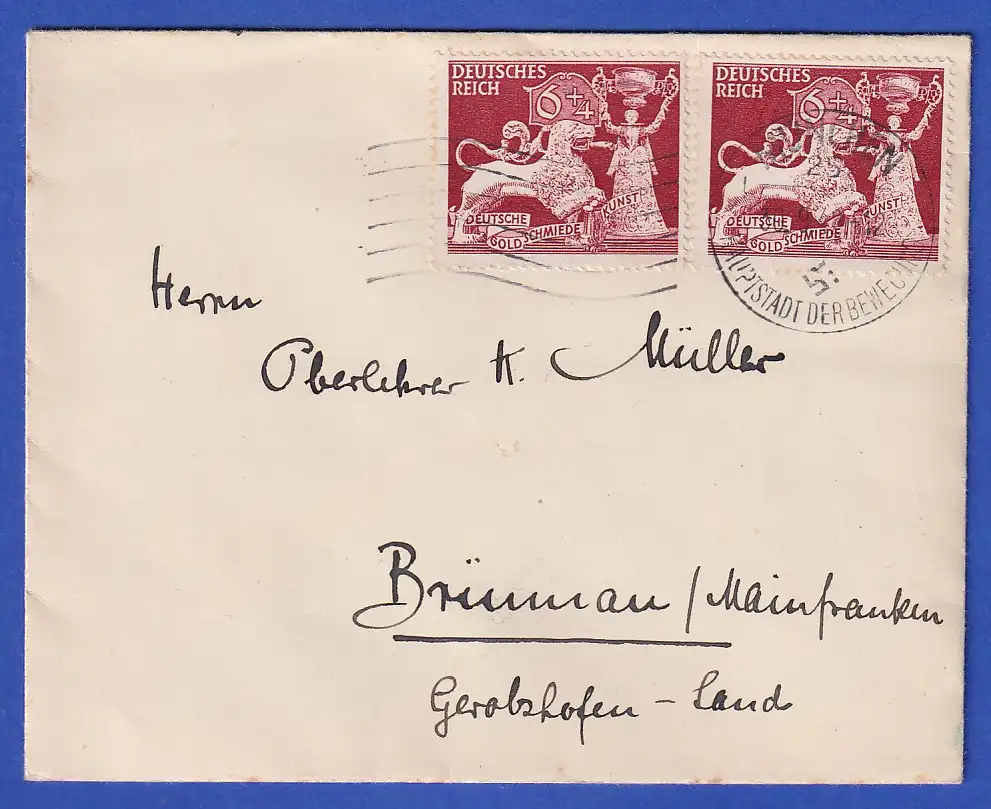 DEUTSCHES
REICH
6+4
DEUTSCHE
GOLDSCHMIEDE
KUNST
DEUTSCHES
REICH
6+4
DEUTSCHE
GOLDSCHMIEDE
KUNST
MÜNCHEN
HAUPTSTADT DER BEWEGUNG
Herrn
Oberlehrer K. Müller
Brünnau / Mainfranken
Gerolzhofen - Land